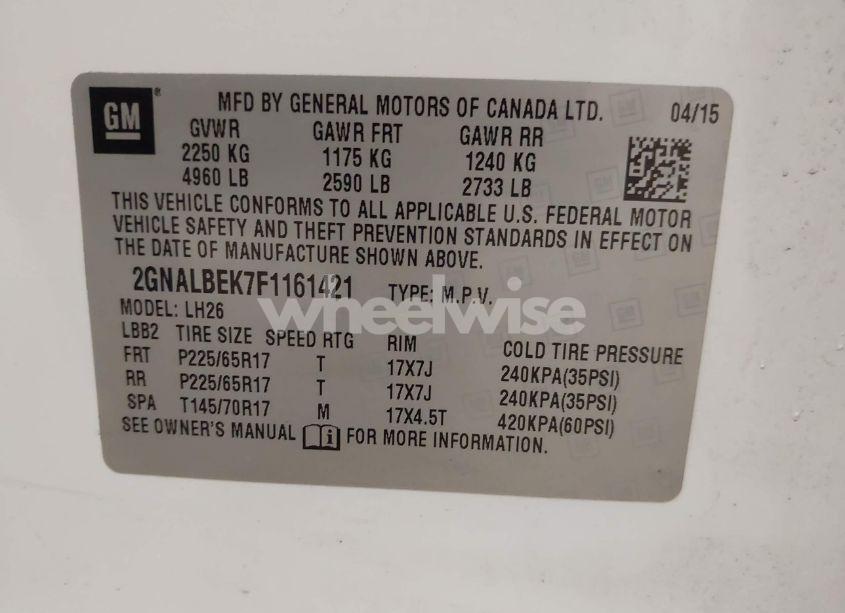 GM® MFD BY GENERAL MOTORS OF CANADA LTD. 04/15
GVWR GAWR FRT GAWR RR
2250 KG 1175 KG 1240 KG
4960 LB 2590 LB 2733 LB
THIS VEHICLE CONFORMS TO ALL APPLICABLE U.S. FEDERAL MOTOR
VEHICLE SAFETY AND THEFT PREVENTION STANDARDS IN EFFECT ON
THE DATE OF MANUFACTURE SHOWN ABOVE.
2GNALBEK7F1161421 TYPE: M.P.V.
wheelwise
MODEL: LH26
LBB2 TIRE SIZE SPEED RTG RIM COLD TIRE PRESSURE
FRT P225/65R17 T 17X7J 240KPA(35PSI)
RR P225/65R17 T 17X7J 240KPA(35PSI)
SPA T145/70R17 M 17X4.5T 420KPA(60PSI)
SEE OWNER'S MANUAL FOR MORE INFORMATION.